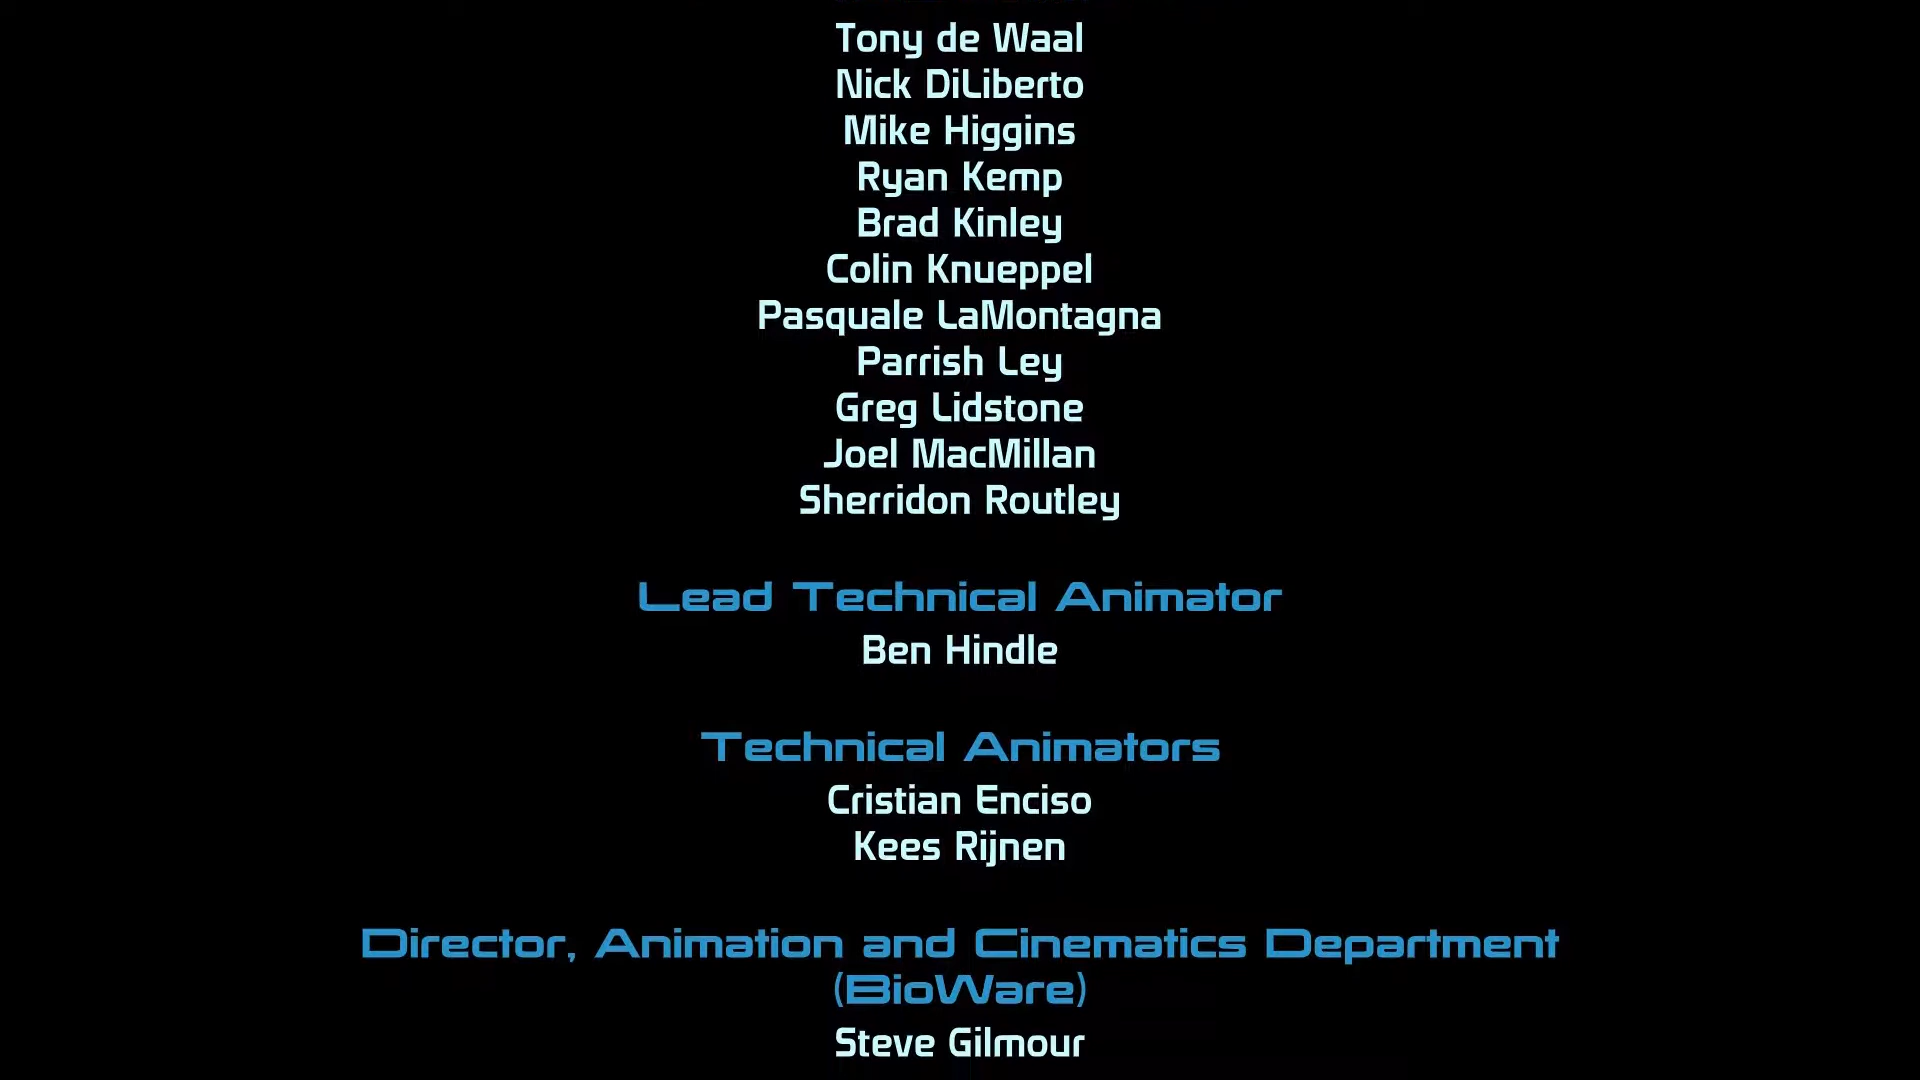 Tony de Waal
Nick DiLiberto
Mike Higgins
Ryan Kemp
Brad Kinley
Colin Knueppel
Pasquale LaMontagna
Parrish Ley
Greg Lidstone
Joel MacMillan
Sherridon Routley
Lead Technical Animator
Ben Hindle
Technical Animators
Cristian Enciso
Kees Rijnen
Director, Animation and Cinematics Department
(BioWare)
Steve Gilmour